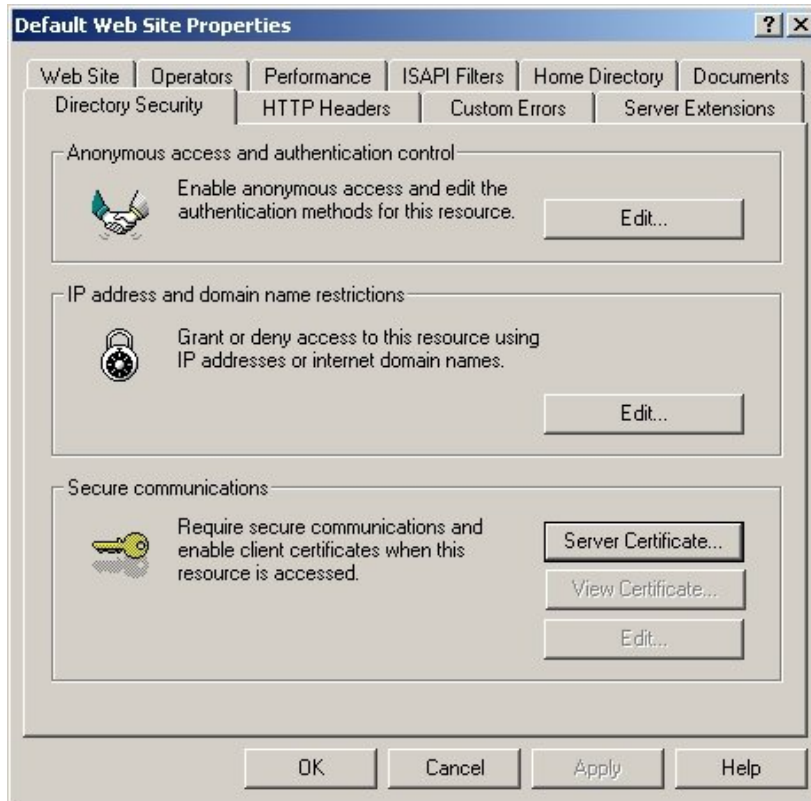 Default Web Site Properties
Web Site Operators Performance ISAPI Filters Home Directory Documents
Directory Security HTTP Headers Custom Errors Server Extensions
Anonymous access and authentication control
Enable anonymous access and edit the
authentication methods for this resource.
Edit...
IP address and domain name restrictions
Grant or deny access to this resource using
IP addresses or internet domain names.
Edit...
Secure communications
Require secure communications and
enable client certificates when this
resource is accessed.
Server Certificate...
View Certificate...
Edit...
OK Cancel Apply Help